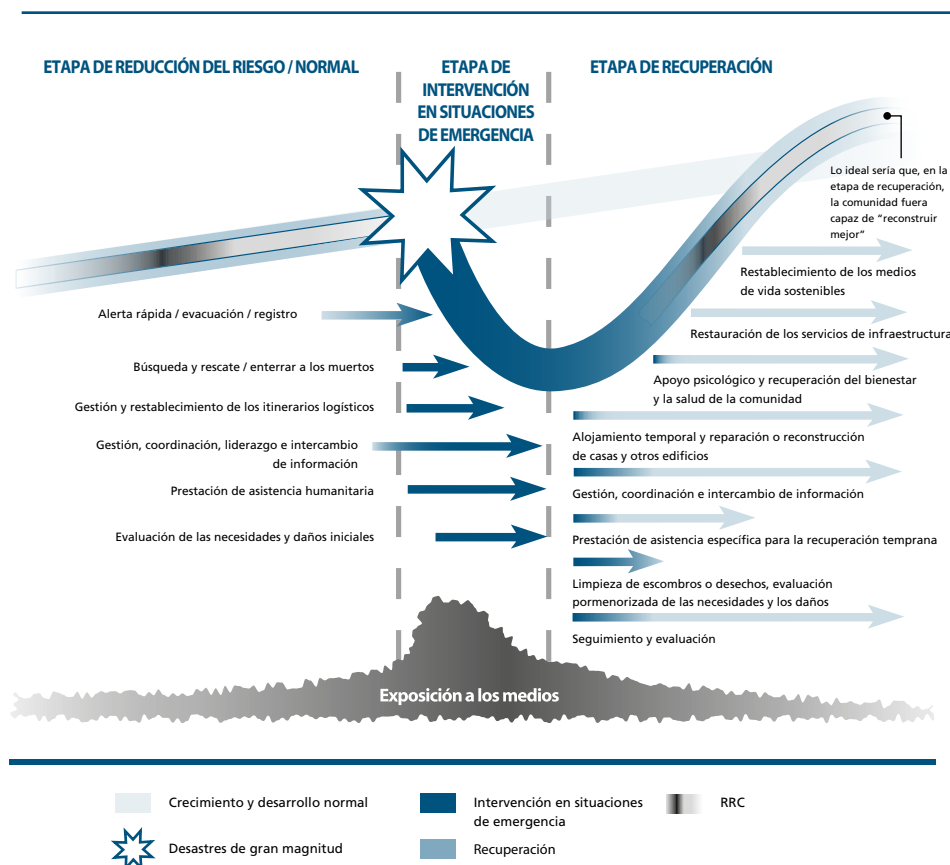 ETAPA DE REDUCCIÓN DEL RIESGO / NORMAL
ETAPA DE
INTERVENCIÓN
EN SITUACIONES
DE EMERGENCIA
ETAPA DE RECUPERACIÓN
Lo ideal sería que, en la
etapa de recuperación,
la comunidad fuera
capaz de “reconstruir
mejor”
Alerta rápida / evacuación / registro
Búsqueda y rescate / enterrar a los muertos
Gestión y restablecimiento de los itinerarios logísticos
Gestión, coordinación, liderazgo e intercambio
de información
Prestación de asistencia humanitaria
Evaluación de las necesidades y daños iniciales
Restablecimiento de los medios
de vida sostenibles
Restauración de los servicios de infraestructura
Apoyo psicológico y recuperación del bienestar
y la salud de la comunidad
Alojamiento temporal y reparación o reconstrucción
de casas y otros edificios
Gestión, coordinación e intercambio de información
Prestación de asistencia específica para la recuperación temprana
Limpieza de escombros o desechos, evaluación
pormenorizada de las necesidades y los daños
Seguimiento y evaluación
Exposición a los medios
Crecimiento y desarrollo normal
Desastres de gran magnitud
Intervención en situaciones
de emergencia
Recuperación
RRC